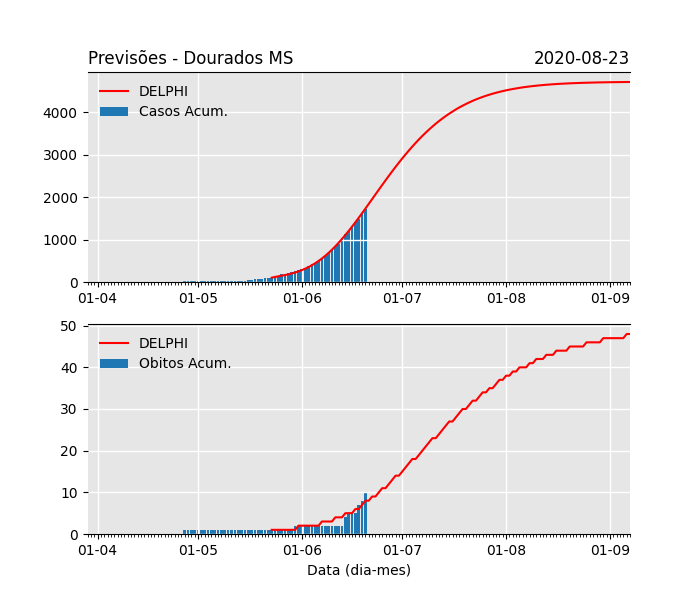 Previsões - Dourados MS 2020-08-23
DELPHI
Casos Acum.
4000
3000
2000
1000
0
01-04 01-05 01-06 01-07 01-08 01-09
DELPHI
Obitos Acum.
50
40
30
20
10
0
01-04 01-05 01-06 01-07 01-08 01-09
Data (dia-mes)